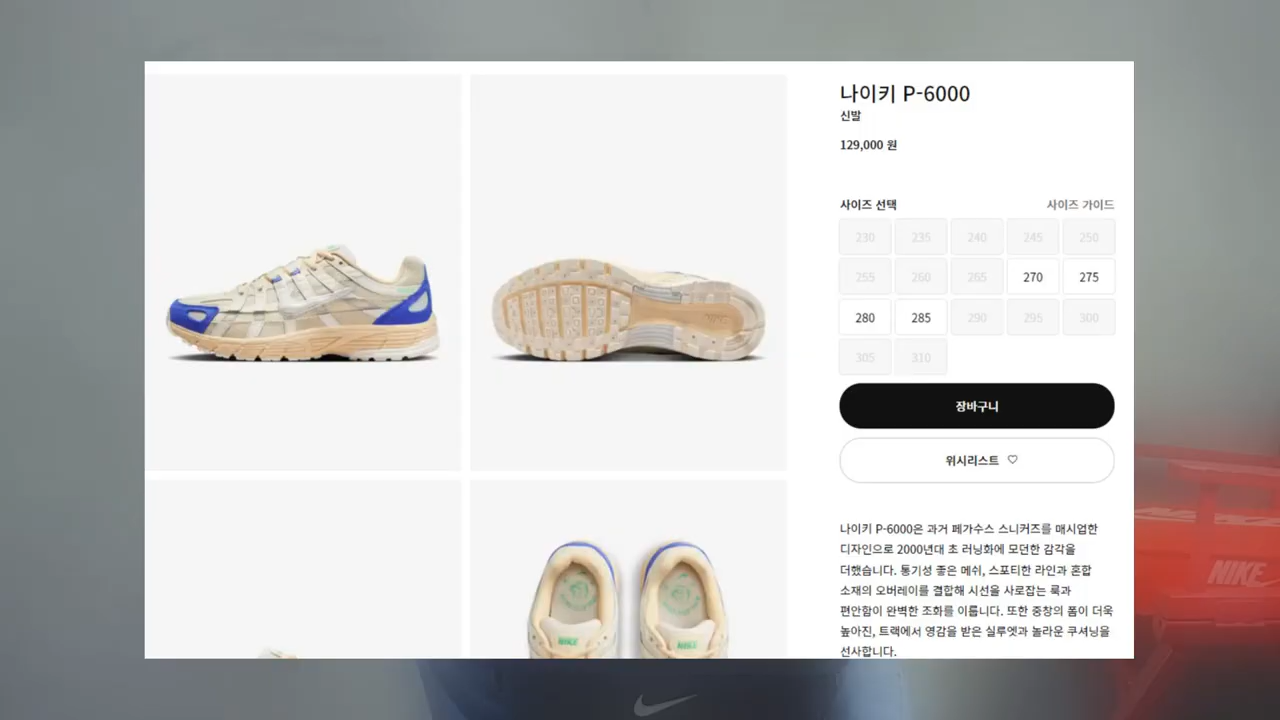 나이키 P-6000
신발
129,000 원
사이즈 선택
사이즈 가이드
230 235 240 245 250
255 260 265 270 275
280 285 290 295 300
305 310
장바구니
위시리스트
나이키 P-6000은 과거 페가수스 스니커즈를 매시업한
디자인으로 2000년대 초 러닝화에 모던한 감각을
더했습니다. 통기성 좋은 메쉬, 스포티한 라인과 혼합
소재의 오버레이를 결합해 시선을 사로잡는 룩과
편안함이 완벽한 조화를 이룹니다. 또한 중창의 폼이 더욱
높아진, 트랙에서 영감을 받은 실루엣과 놀라운 쿠셔닝을
선사합니다.
NIKE
NIKE
NIKE